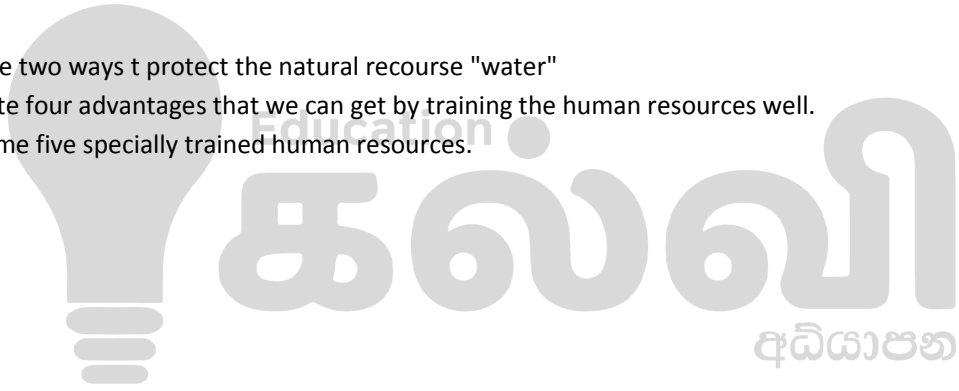 e two ways t protect the natural recourse "water"
te four advantages that we can get by training the human resources well.
me five specially trained human resources.
Education
கல்வி
අධ්‍යාපන